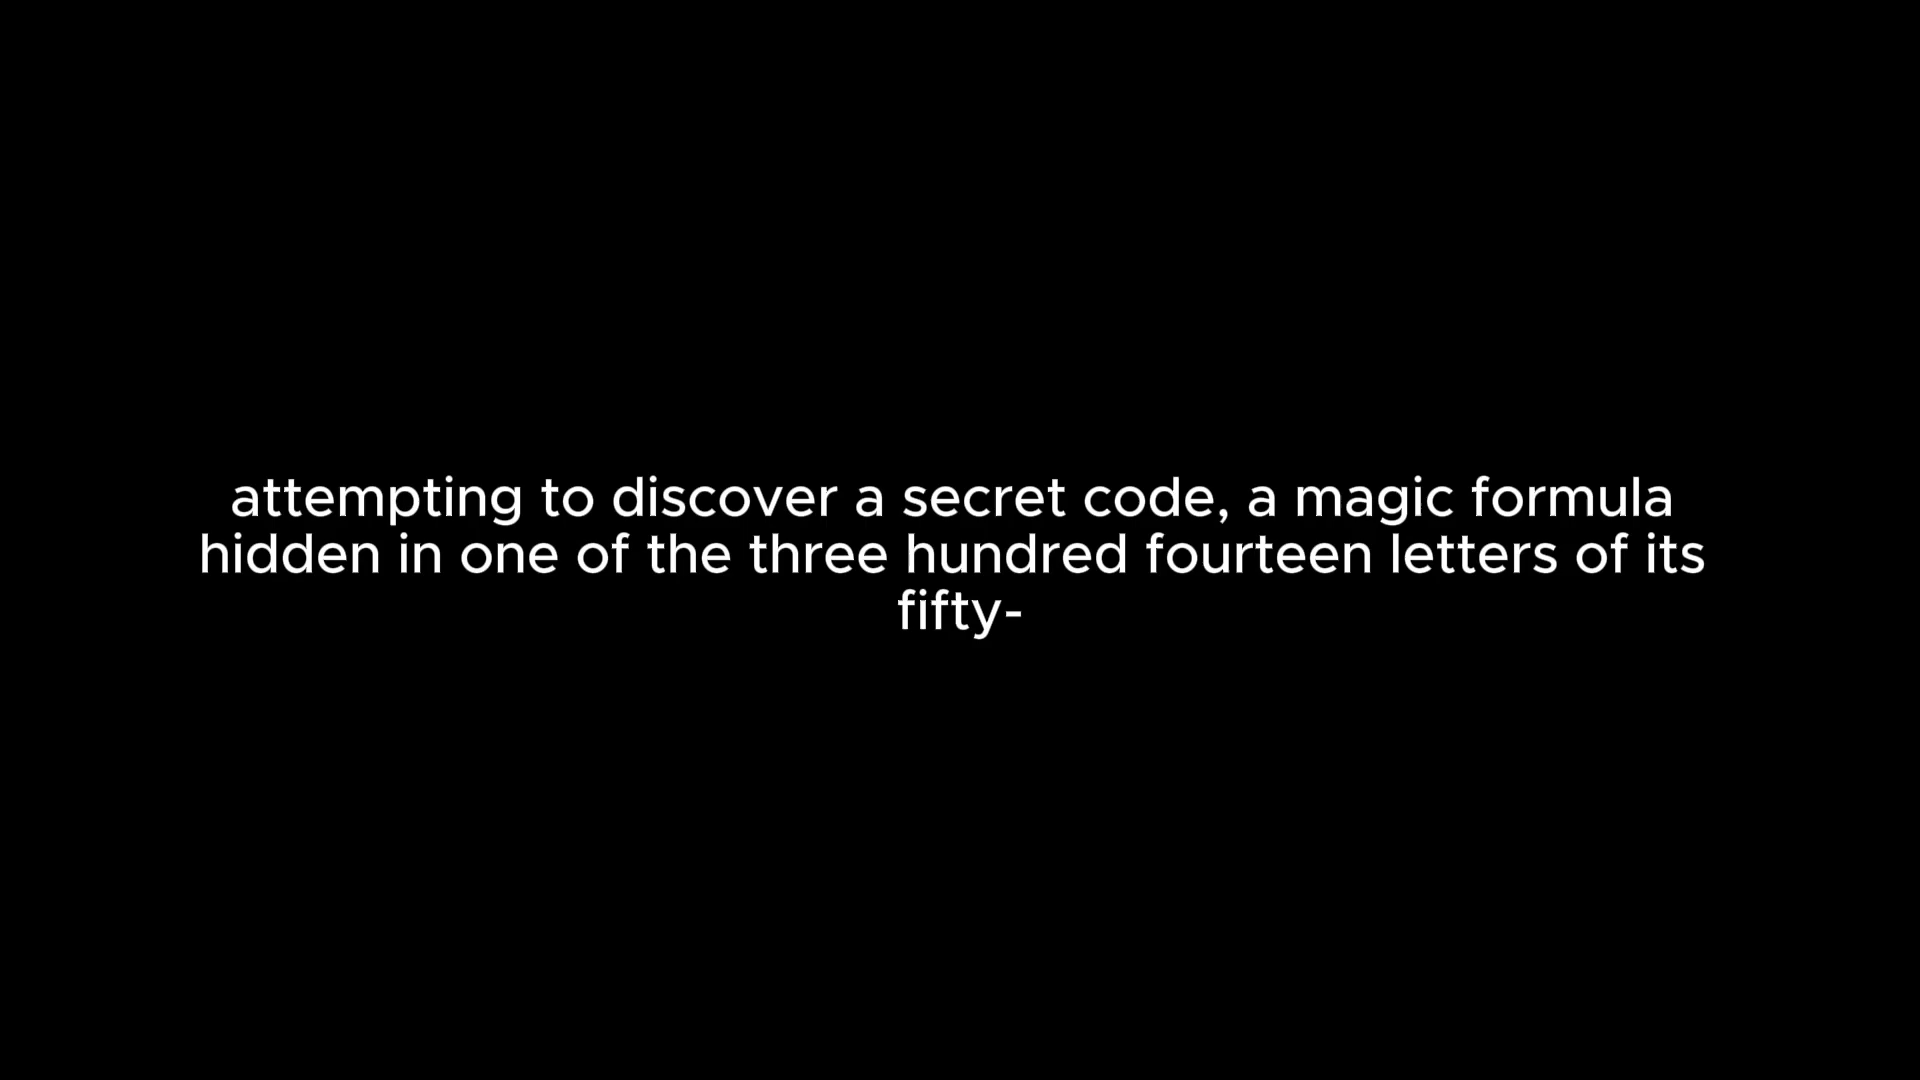 attempting to discover a secret code, a magic formula
hidden in one of the three hundred fourteen letters of its
fifty-